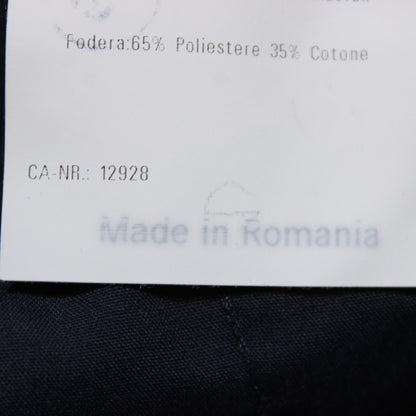 Fodera:65% Poliestere 35% Cotone
CA-NR.: 12928
Made in Romania